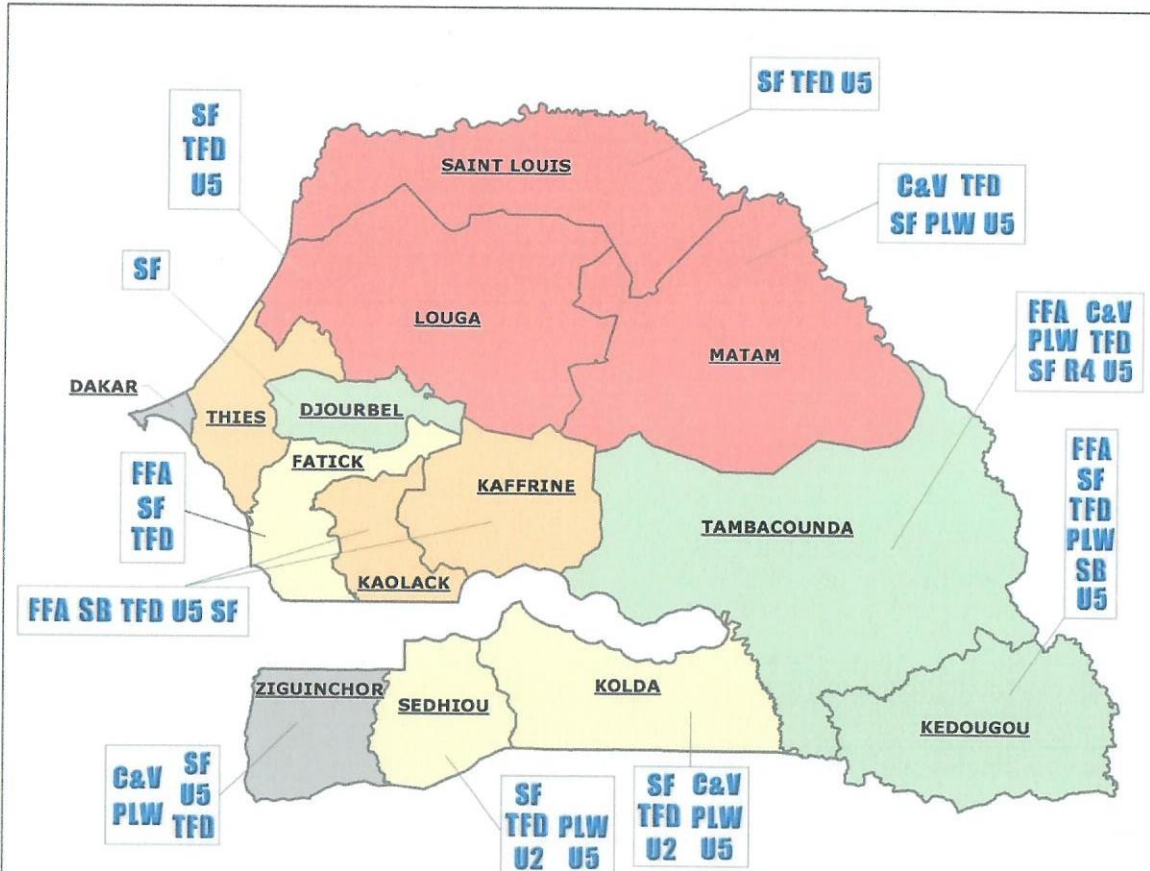 SF TFD U5
SF
TFD
U5
SAINT LOUIS
C&V TFD
SF PLW U5
SF
LOUGA
MATAM
FFA C&V
PLW TFD
SF R4 U5
DAKAR
THIES
DJOURBEL
FATICK
KAFFRINE
FFA
SF
TFD
TAMBACOUNDA
FFA
SF
TFD
PLW
SB
U5
KAOLACK
FFA SB TFD U5 SF
ZIGUINCHOR
SEDHIOU
KOLDA
KEDOUGOU
C&V SF
U5
PLW TFD
SF
TFD PLW
U2 U5
SF C&V
TFD PLW
U2 U5